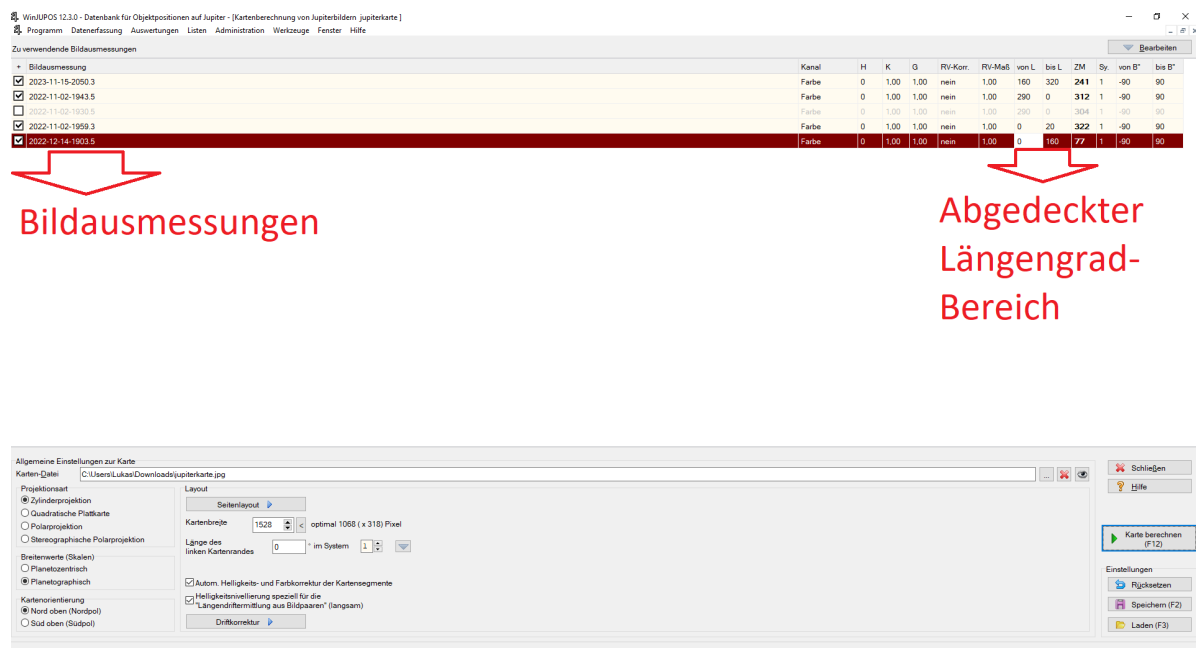 WinJUPOS 12.3.0 - Datenbank für Objektpositionen auf Jupiter - [Kartenberechnung von Jupiterbildern jupiterkarte ]
Programm Datenerfassung Auswertungen Listen Administration Werkzeuge Fenster Hilfe
Zu verwendende Bildausmessungen Bearbeiten
+ Bildausmessung Kanal H K G RV-Korr. RV-Maß von L bis L ZM Sy. von B" bis B"
2023-11-15-2050.3 Farbe 0 1,00 1,00 nein 1,00 160 320 241 1 -90 90
2022-11-02-1943.5 Farbe 0 1,00 1,00 nein 1,00 290 0 312 1 -90 90
2022-11-02-1930.5 Farbe 0 1,00 1,00 nein 1,00 290 0 304 1 -90 90
2022-11-02-1959.3 Farbe 0 1,00 1,00 nein 1,00 0 20 322 1 -90 90
2022-12-14-1903.5 Farbe 0 1,00 1,00 nein 1,00 0 160 77 1 -90 90
Bildausmessungen
Abgedeckter
Längengrad-
Bereich
Allgemeine Einstellungen zur Karte
Karten-Datei C:\Users\Lukas\Downloads\jupiterkarte.jpg ...
Projektionsart
Zylinderprojektion
Quadratische Plattkarte
Polarprojektion
Stereographische Polarprojektion
Breitenwerte (Skalen)
Planetozentrisch
Planetographisch
Kartenorientierung
Nord oben (Nordpol)
Süd oben (Südpol)
Layout
Seitenlayout
Kartenbreite 1528 < optimal 1068 ( x 318) Pixel
Länge des
linken Kartenrandes 0 ° im System 1
Autom. Helligkeits- und Farbkorrektur der Kartensegmente
Helligkeitsnivellierung speziell für die
"Längendriftermittlung aus Bildpaaren" (langsam)
Driftkorrektur
Schließen
Hilfe
Karte berechnen
(F12)
Einstellungen
Rücksetzen
Speichern (F2)
Laden (F3)